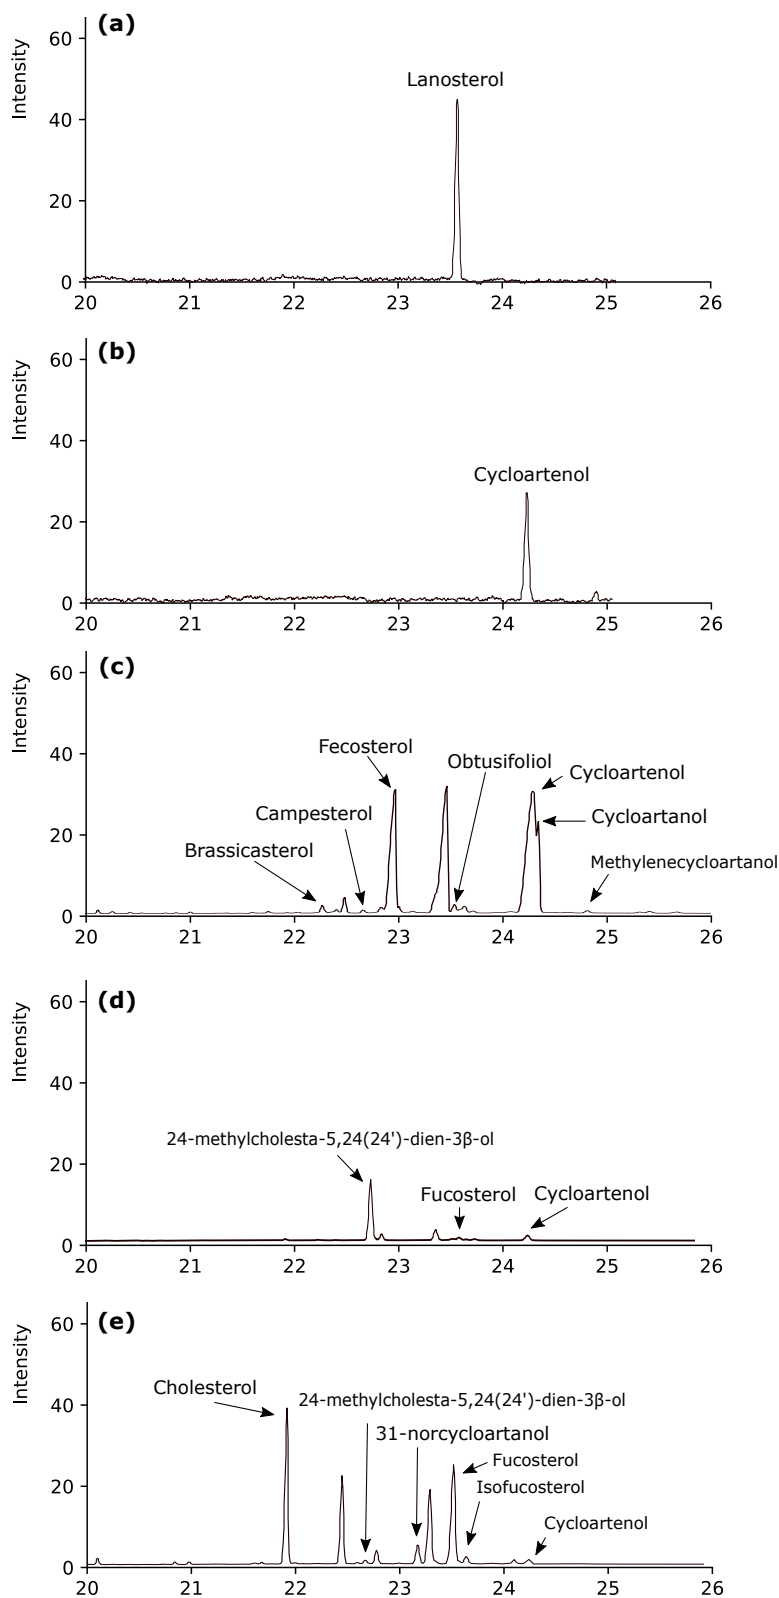 (a)
Intensity
60
40
20
0
Lanosterol
20 21 22 23 24 25 26
(b)
Intensity
60
40
20
0
Cycloartenol
20 21 22 23 24 25 26
(c)
Intensity
60
40
20
0
Fecosterol
Obtusifoliol
Cycloartenol
Campesterol
Cycloartanol
Brassicasterol
Methylenecycloartanol
20 21 22 23 24 25 26
(d)
Intensity
60
40
20
0
24-methylcholesta-5,24(24')-dien-3β-ol
Fucosterol
Cycloartenol
20 21 22 23 24 25 26
(e)
Intensity
60
40
20
0
Cholesterol
24-methylcholesta-5,24(24')-dien-3β-ol
31-norcycloartanol
Fucosterol
Isofucosterol
Cycloartenol
20 21 22 23 24 25 26